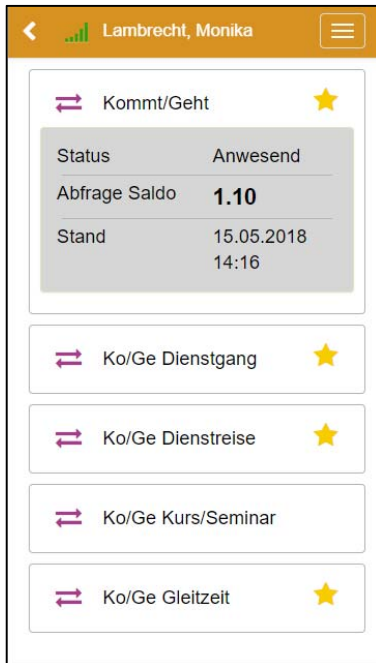 Lambrecht, Monika
Kommt/Geht
Status Anwesend
Abfrage Saldo 1.10
Stand 15.05.2018
14:16
Ko/Ge Dienstgang
Ko/Ge Dienstreise
Ko/Ge Kurs/Seminar
Ko/Ge Gleitzeit